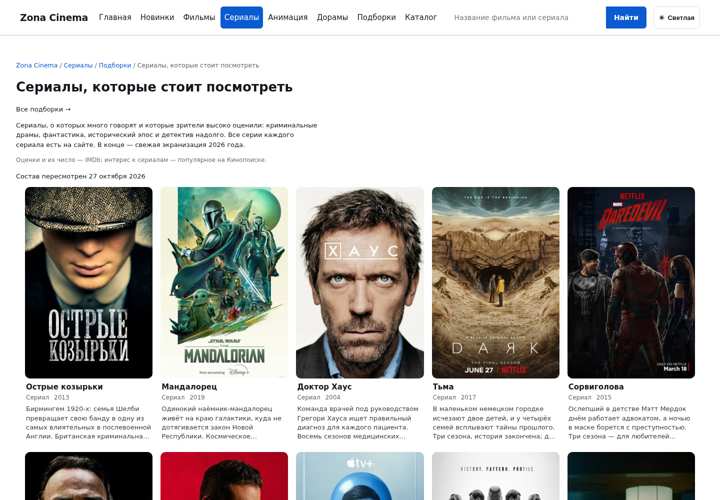 Zona Cinema Главная Новинки Фильмы Сериалы Анимация Дорамы Подборки Каталог Название фильма или сериала Найти ☀ Светлая
Zona Cinema / Сериалы / Подборки / Сериалы, которые стоит посмотреть
Сериалы, которые стоит посмотреть
Все подборки →
Сериалы, о которых много говорят и которые зрители высоко оценили: криминальные
драмы, фантастика, исторический эпос и детектив надолго. Все серии каждого
сериала есть на сайте. В конце — свежая экранизация 2026 года.
Оценки и их число — IMDb; интерес к сериалам — популярное на Кинопоиске.
Состав пересмотрен 27 октября 2026
ОСТРЫЕ
КОЗЫРЬКИ
STAR WARS
THE
MANDALORIAN
Disney+
ХАУС
DАЯК
THE FINAL SEASON
JUNE 27 NETFLIX
NETFLIX
MARVEL
DAREDEVIL
March 18
Острые козырьки
Сериал 2013
Бирмингем 1920-х: семья Шелби
превращает свою банду в одну из
самых влиятельных в послевоенной
Англии. Британская криминальна...
Мандалорец
Сериал 2019
Одинокий наёмник-мандалорец
живёт на краю галактики, куда не
дотягивается закон Новой
Республики. Космическое...
Доктор Хаус
Сериал 2004
Команда врачей под руководством
Грегори Хауса ищет правильный
диагноз для каждого пациента.
Восемь сезонов медицинских...
Тьма
Сериал 2017
В маленьком немецком городке
исчезают двое детей, и у четырёх
семей всплывают тайны прошлого.
Три сезона, история закончена; д...
Сорвиголова
Сериал 2015
Ослепший в детстве Мэтт Мердок
днём работает адвокатом, а ночью
в маске борется с преступностью.
Три сезона — для любителей...
tv+